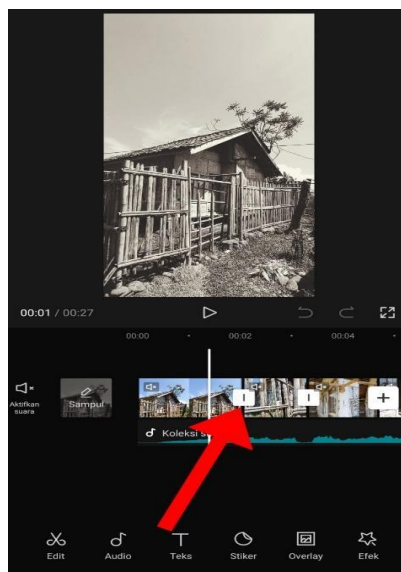 00:01 / 00:27
00:00 00:02 00:04
Aktifkan suara
Sampul
Koleksi
Edit Audio Teks Stiker Overlay Efek